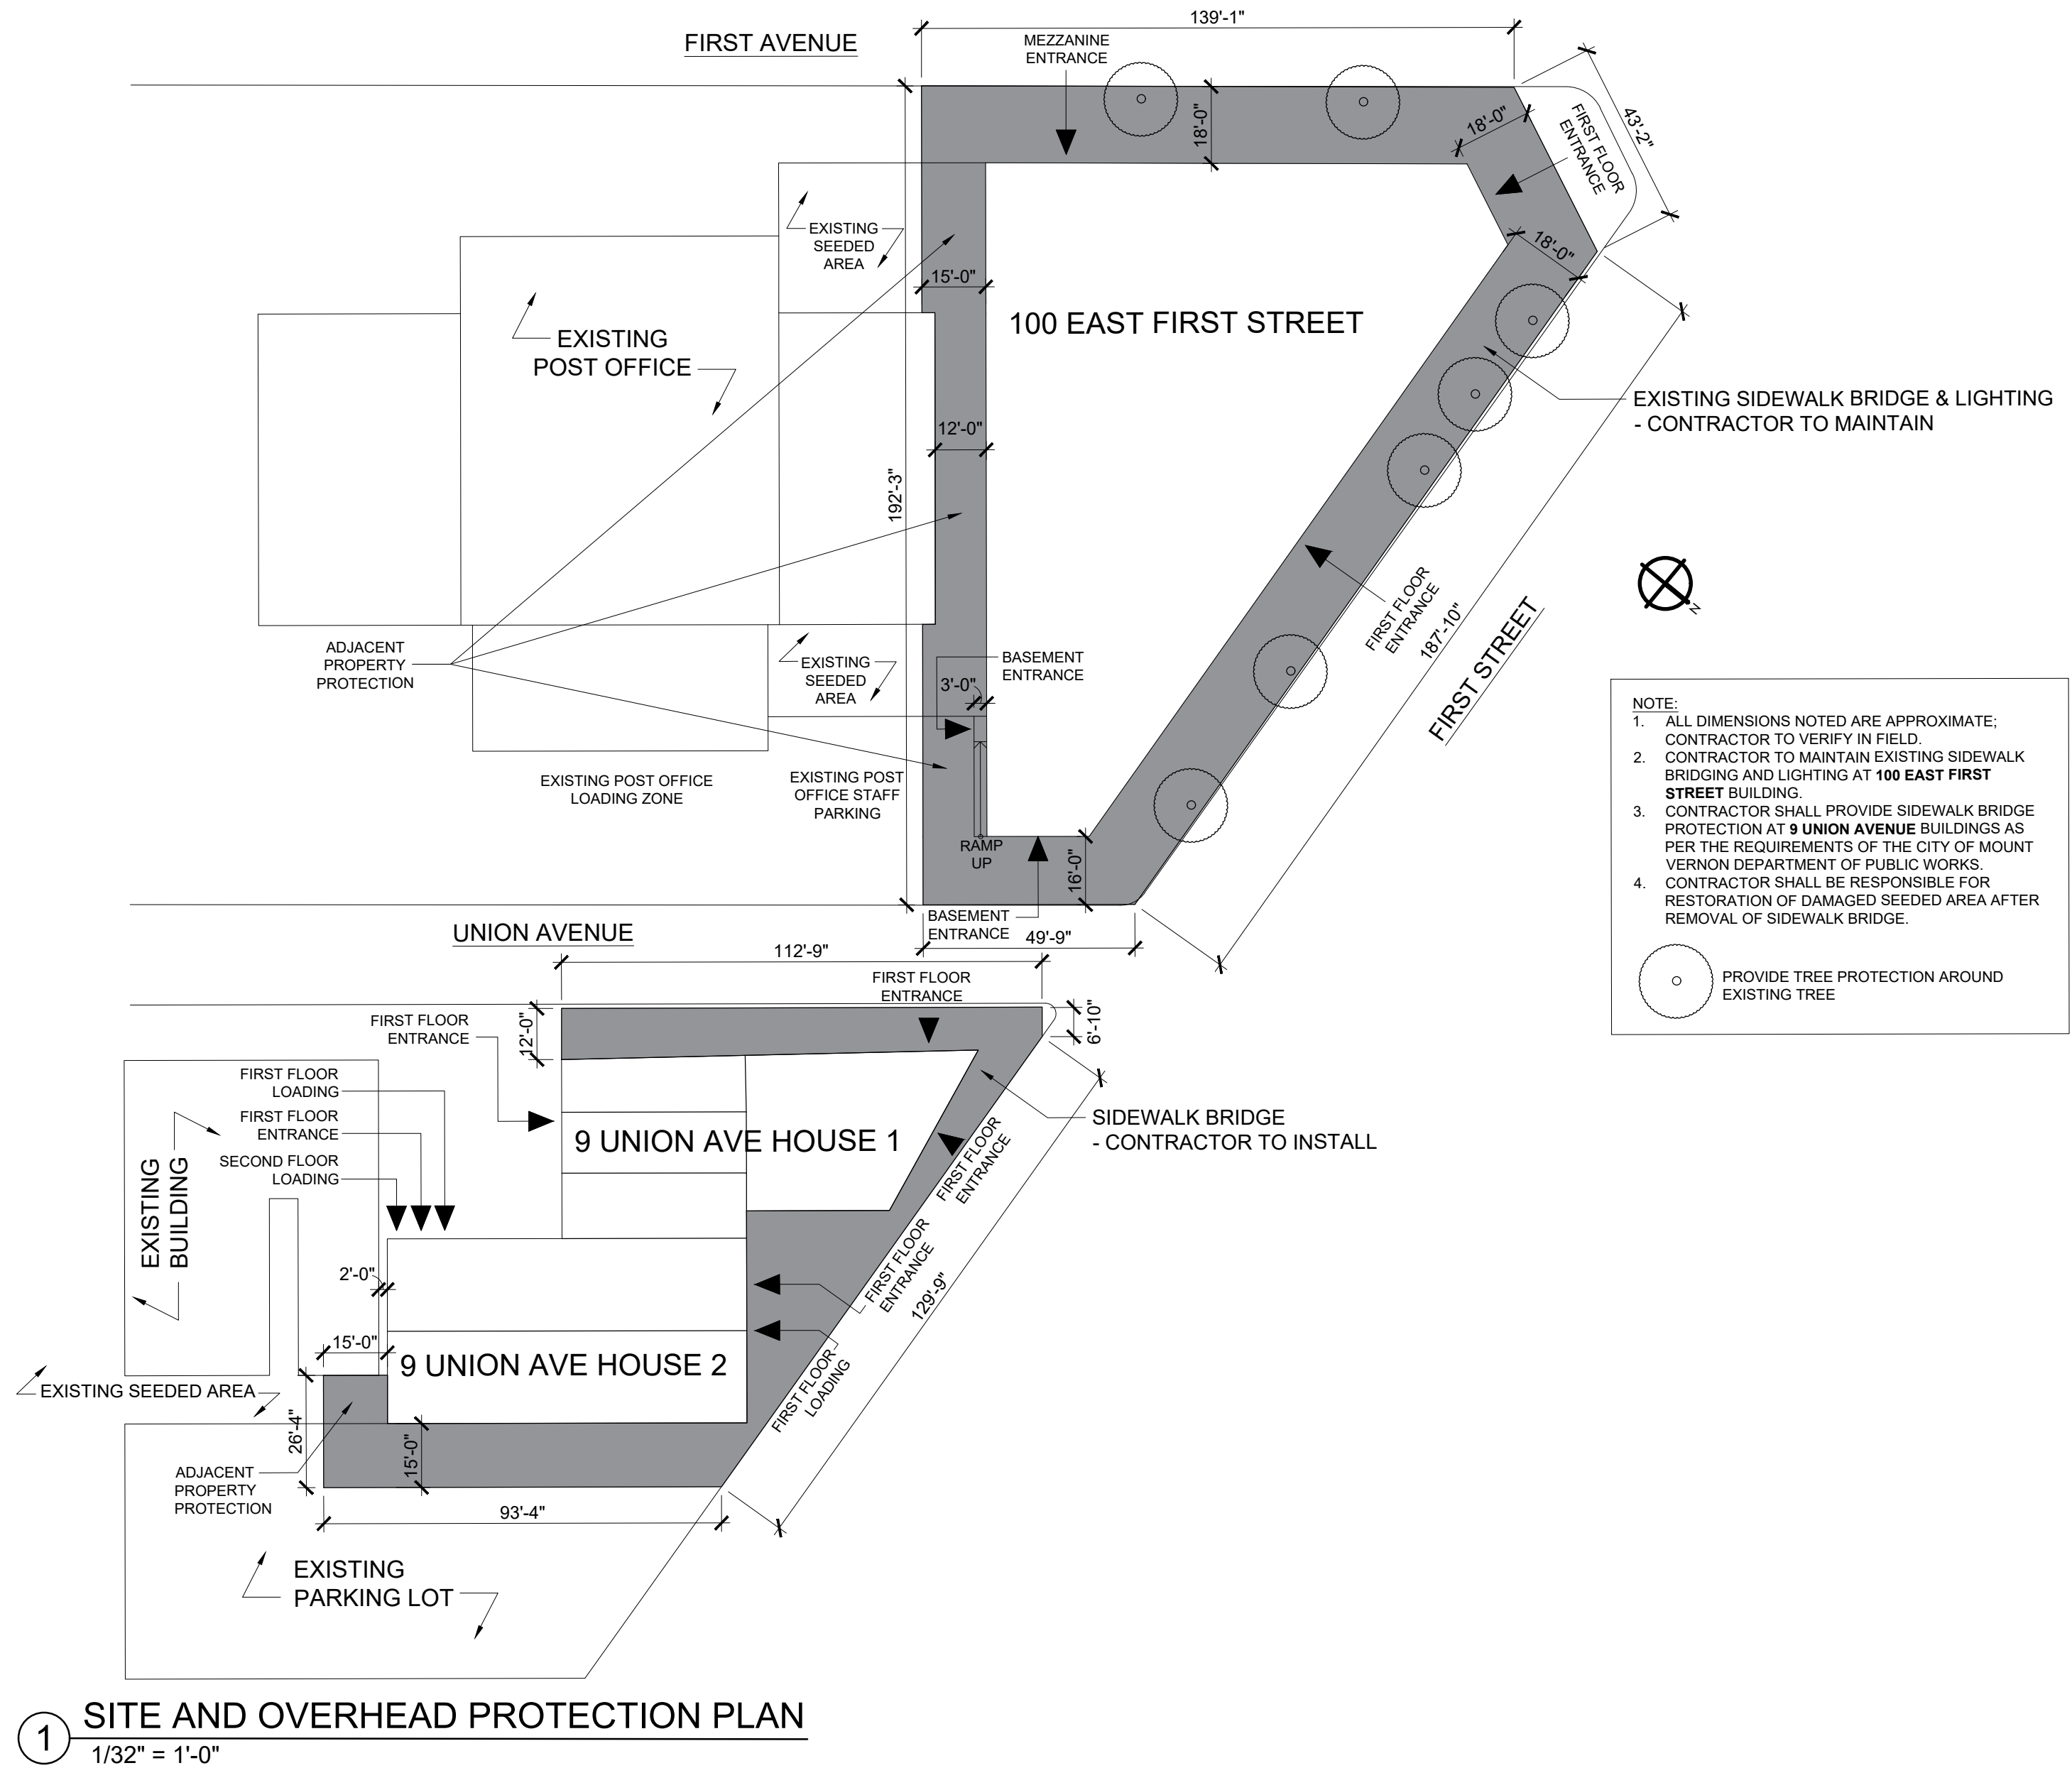 139'-1"
FIRST AVENUE
MEZZANINE
ENTRANCE
18'-0"
18'-0"
43'-2"
FIRST FLOOR
ENTRANCE
EXISTING
SEEDED
AREA
15'-0"
18'-0"
100 EAST FIRST STREET
EXISTING
POST OFFICE
EXISTING SIDEWALK BRIDGE & LIGHTING
- CONTRACTOR TO MAINTAIN
12'-0"
192'-3"
FIRST FLOOR
ENTRANCE
187'-10"
FIRST STREET
N
ADJACENT
PROPERTY
PROTECTION
EXISTING
SEEDED
AREA
BASEMENT
ENTRANCE
3'-0"
EXISTING POST OFFICE
LOADING ZONE
EXISTING POST
OFFICE STAFF
PARKING
RAMP
UP
16'-0"
BASEMENT
ENTRANCE
49'-9"
NOTE:
1. ALL DIMENSIONS NOTED ARE APPROXIMATE;
CONTRACTOR TO VERIFY IN FIELD.
2. CONTRACTOR TO MAINTAIN EXISTING SIDEWALK
BRIDGING AND LIGHTING AT 100 EAST FIRST
STREET BUILDING.
3. CONTRACTOR SHALL PROVIDE SIDEWALK BRIDGE
PROTECTION AT 9 UNION AVENUE BUILDINGS AS
PER THE REQUIREMENTS OF THE CITY OF MOUNT
VERNON DEPARTMENT OF PUBLIC WORKS.
4. CONTRACTOR SHALL BE RESPONSIBLE FOR
RESTORATION OF DAMAGED SEEDED AREA AFTER
REMOVAL OF SIDEWALK BRIDGE.
PROVIDE TREE PROTECTION AROUND
EXISTING TREE
UNION AVENUE
112'-9"
FIRST FLOOR
ENTRANCE
12'-0"
6'-10"
FIRST FLOOR
ENTRANCE
FIRST FLOOR
LOADING
FIRST FLOOR
ENTRANCE
SECOND FLOOR
LOADING
EXISTING
BUILDING
9 UNION AVE HOUSE 1
SIDEWALK BRIDGE
- CONTRACTOR TO INSTALL
FIRST FLOOR
ENTRANCE
FIRST FLOOR
ENTRANCE
129'-9"
2'-0"
15'-0"
9 UNION AVE HOUSE 2
FIRST FLOOR
LOADING
EXISTING SEEDED AREA
26'-4"
15'-0"
ADJACENT
PROPERTY
PROTECTION
93'-4"
EXISTING
PARKING LOT
1 SITE AND OVERHEAD PROTECTION PLAN
1/32" = 1'-0"